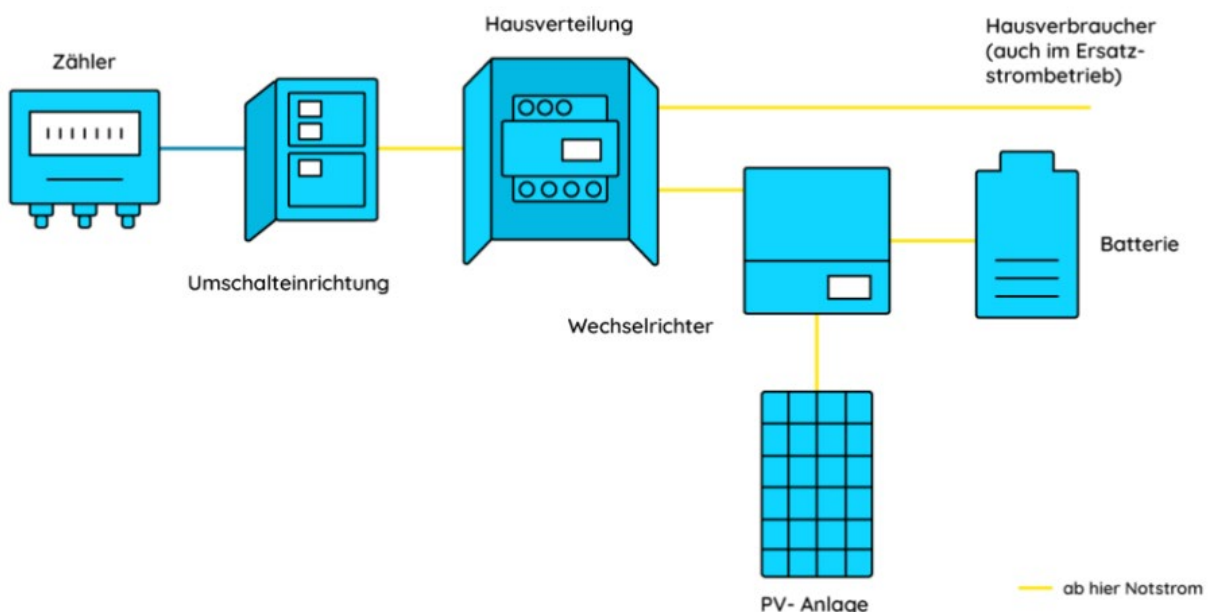 Hausverteilung
Hausverbraucher
(auch im Ersatz-
strombetrieb)
Zähler
Umschalteinrichtung
Batterie
Wechselrichter
PV- Anlage
ab hier Notstrom